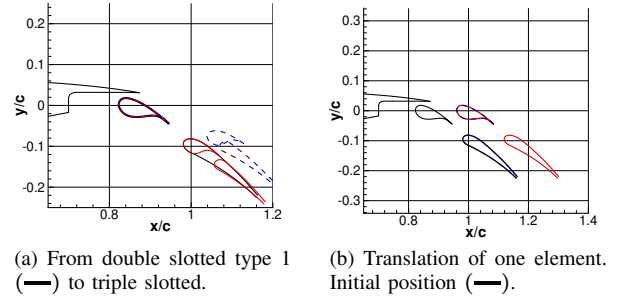 0.2
0.1
0
-0.1
-0.2
y/c
0.8
1
1.2
x/c
0.3
0.2
0.1
0
-0.1
-0.2
-0.3
y/c
0.8
1
1.2
1.4
x/c
(a) From double slotted type 1
(—) to triple slotted.
(b) Translation of one element.
Initial position (—).